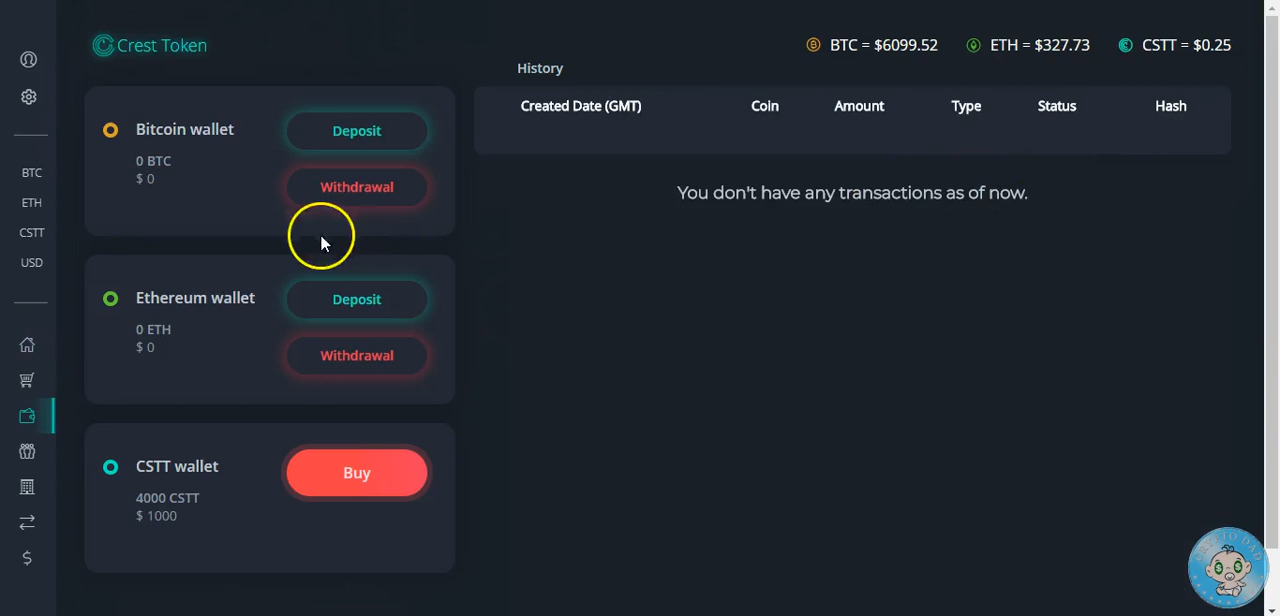 Crest Token
BTC = $6099.52
ETH = $327.73
CSTT = $0.25
History
Created Date (GMT) Coin Amount Type Status Hash
You don't have any transactions as of now.
Bitcoin wallet
0 BTC
$ 0
Deposit
Withdrawal
Ethereum wallet
0 ETH
$ 0
Deposit
Withdrawal
CSTT wallet
4000 CSTT
$ 1000
Buy
BTC
ETH
CSTT
USD
CRYPTO DAD